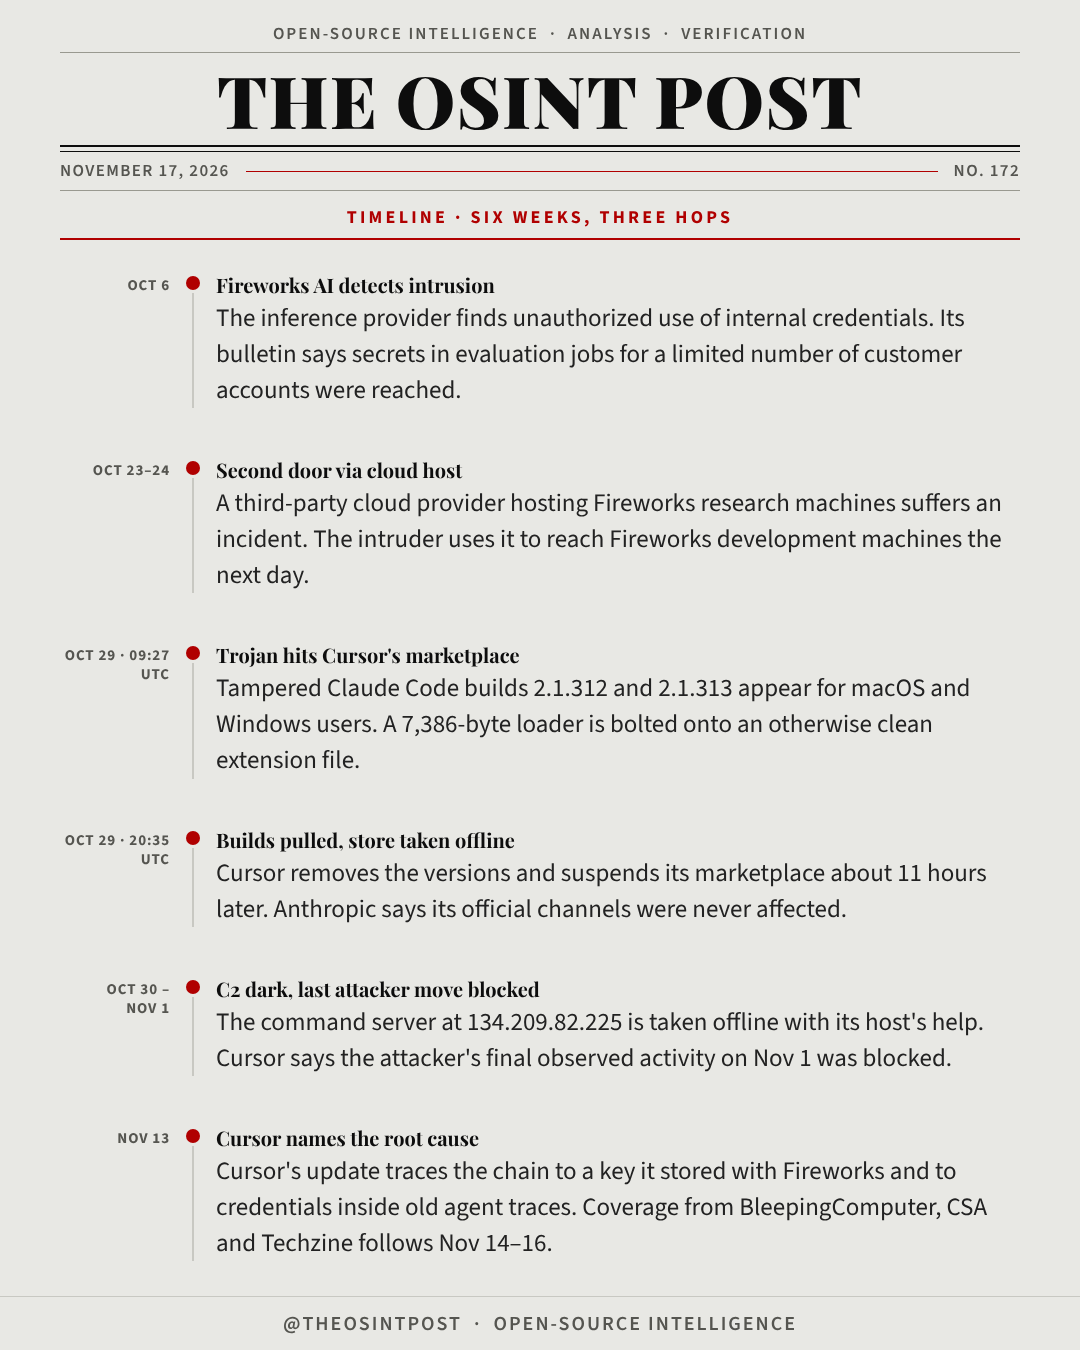 OPEN-SOURCE INTELLIGENCE · ANALYSIS · VERIFICATION
THE OSINT POST
NOVEMBER 17, 2026
NO. 172
TIMELINE · SIX WEEKS, THREE HOPS
OCT 6
Fireworks AI detects intrusion
The inference provider finds unauthorized use of internal credentials. Its
bulletin says secrets in evaluation jobs for a limited number of customer
accounts were reached.
OCT 23–24
Second door via cloud host
A third-party cloud provider hosting Fireworks research machines suffers an
incident. The intruder uses it to reach Fireworks development machines the
next day.
OCT 29 · 09:27
UTC
Trojan hits Cursor's marketplace
Tampered Claude Code builds 2.1.312 and 2.1.313 appear for macOS and
Windows users. A 7,386-byte loader is bolted onto an otherwise clean
extension file.
OCT 29 · 20:35
UTC
Builds pulled, store taken offline
Cursor removes the versions and suspends its marketplace about 11 hours
later. Anthropic says its official channels were never affected.
OCT 30 –
NOV 1
C2 dark, last attacker move blocked
The command server at 134.209.82.225 is taken offline with its host's help.
Cursor says the attacker's final observed activity on Nov 1 was blocked.
NOV 13
Cursor names the root cause
Cursor's update traces the chain to a key it stored with Fireworks and to
credentials inside old agent traces. Coverage from BleepingComputer, CSA
and Techzine follows Nov 14–16.
@THEOSINTPOST · OPEN-SOURCE INTELLIGENCE